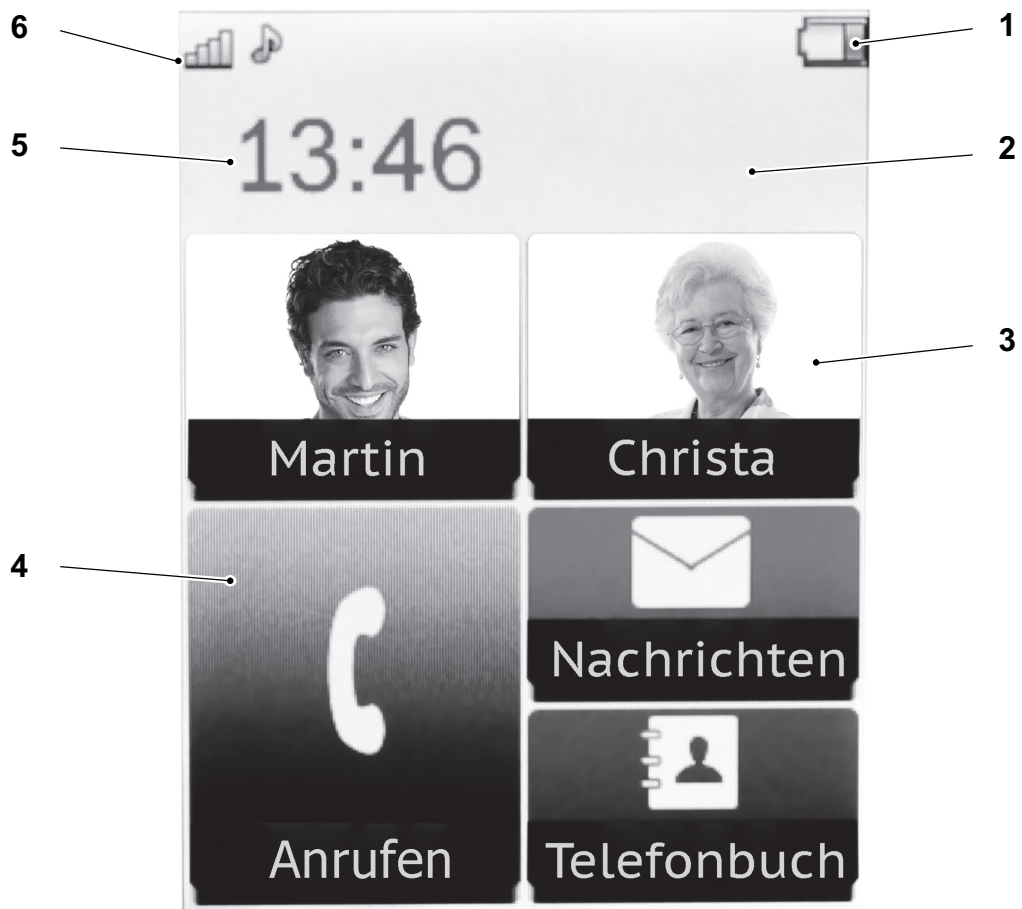 6
1
5
13:46
2
3
Martin
Christa
4
Nachrichten
Anrufen
Telefonbuch